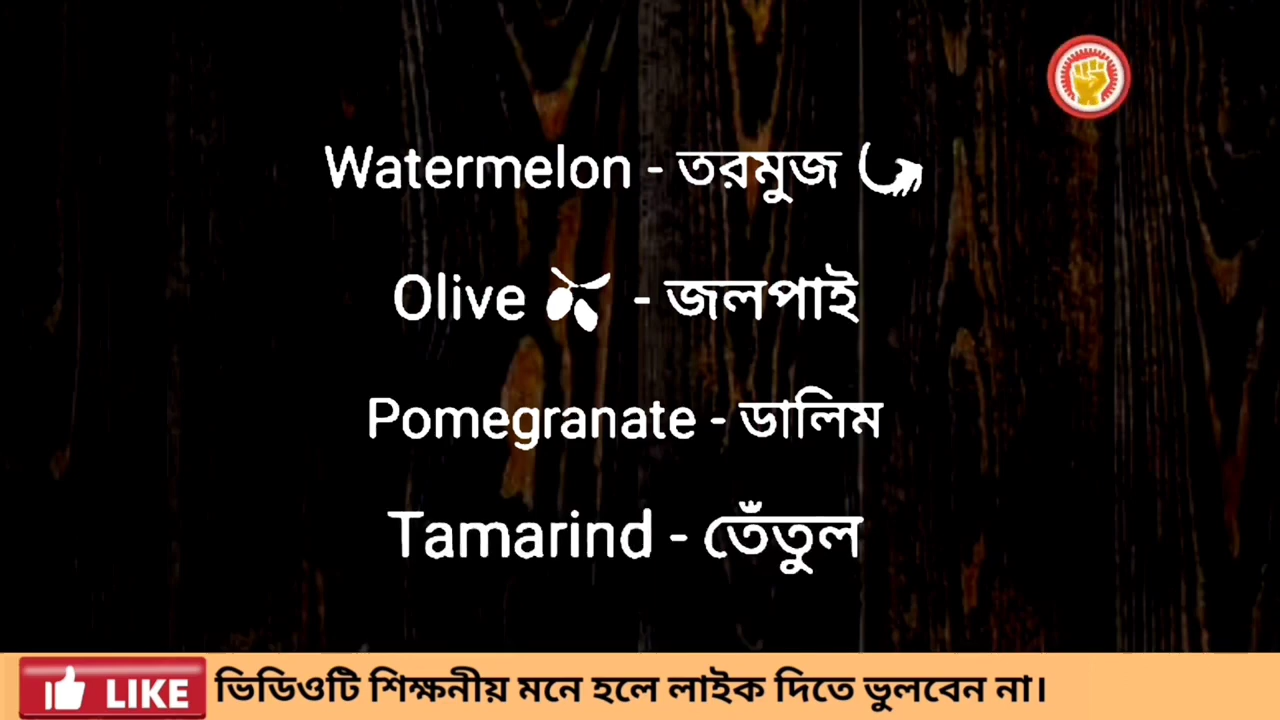 Watermelon - তরমুজ
Olive - জলপাই
Pomegranate - ডালিম
Tamarind - তেঁতুল
LIKE ভিডিওটি শিক্ষনীয় মনে হলে লাইক দিতে ভুলবেন না।